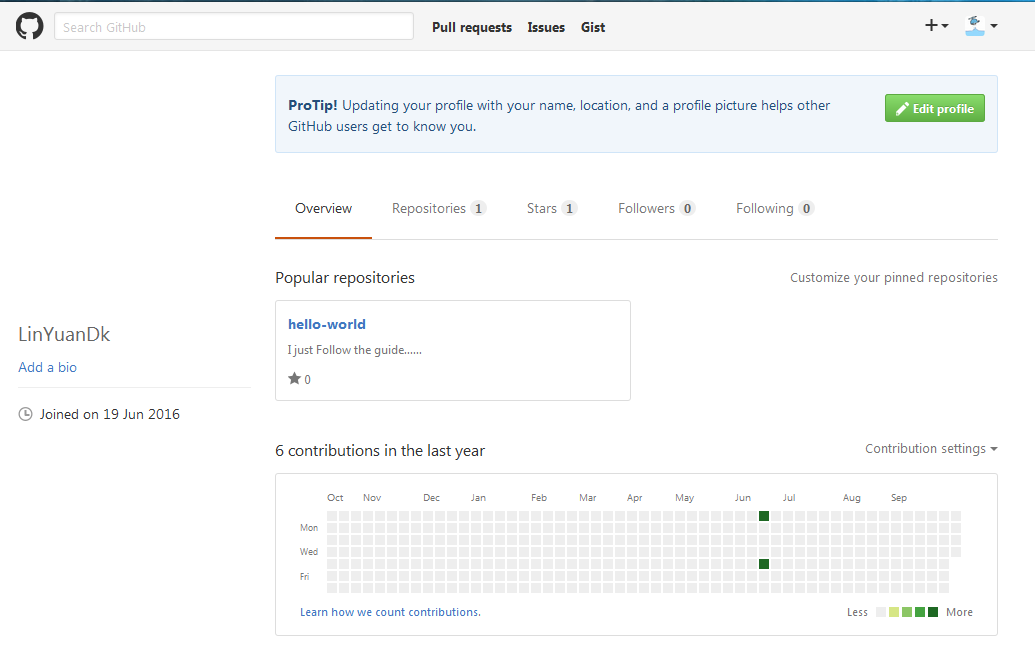 Search GitHub Pull requests Issues Gist
ProTip! Updating your profile with your name, location, and a profile picture helps other
GitHub users get to know you.
Edit profile
Overview Repositories 1 Stars 1 Followers 0 Following 0
Popular repositories Customize your pinned repositories
hello-world
I just Follow the guide......
0
LinYuanDk
Add a bio
Joined on 19 Jun 2016
6 contributions in the last year Contribution settings
Oct Nov Dec Jan Feb Mar Apr May Jun Jul Aug Sep
Mon
Wed
Fri
Learn how we count contributions. Less More